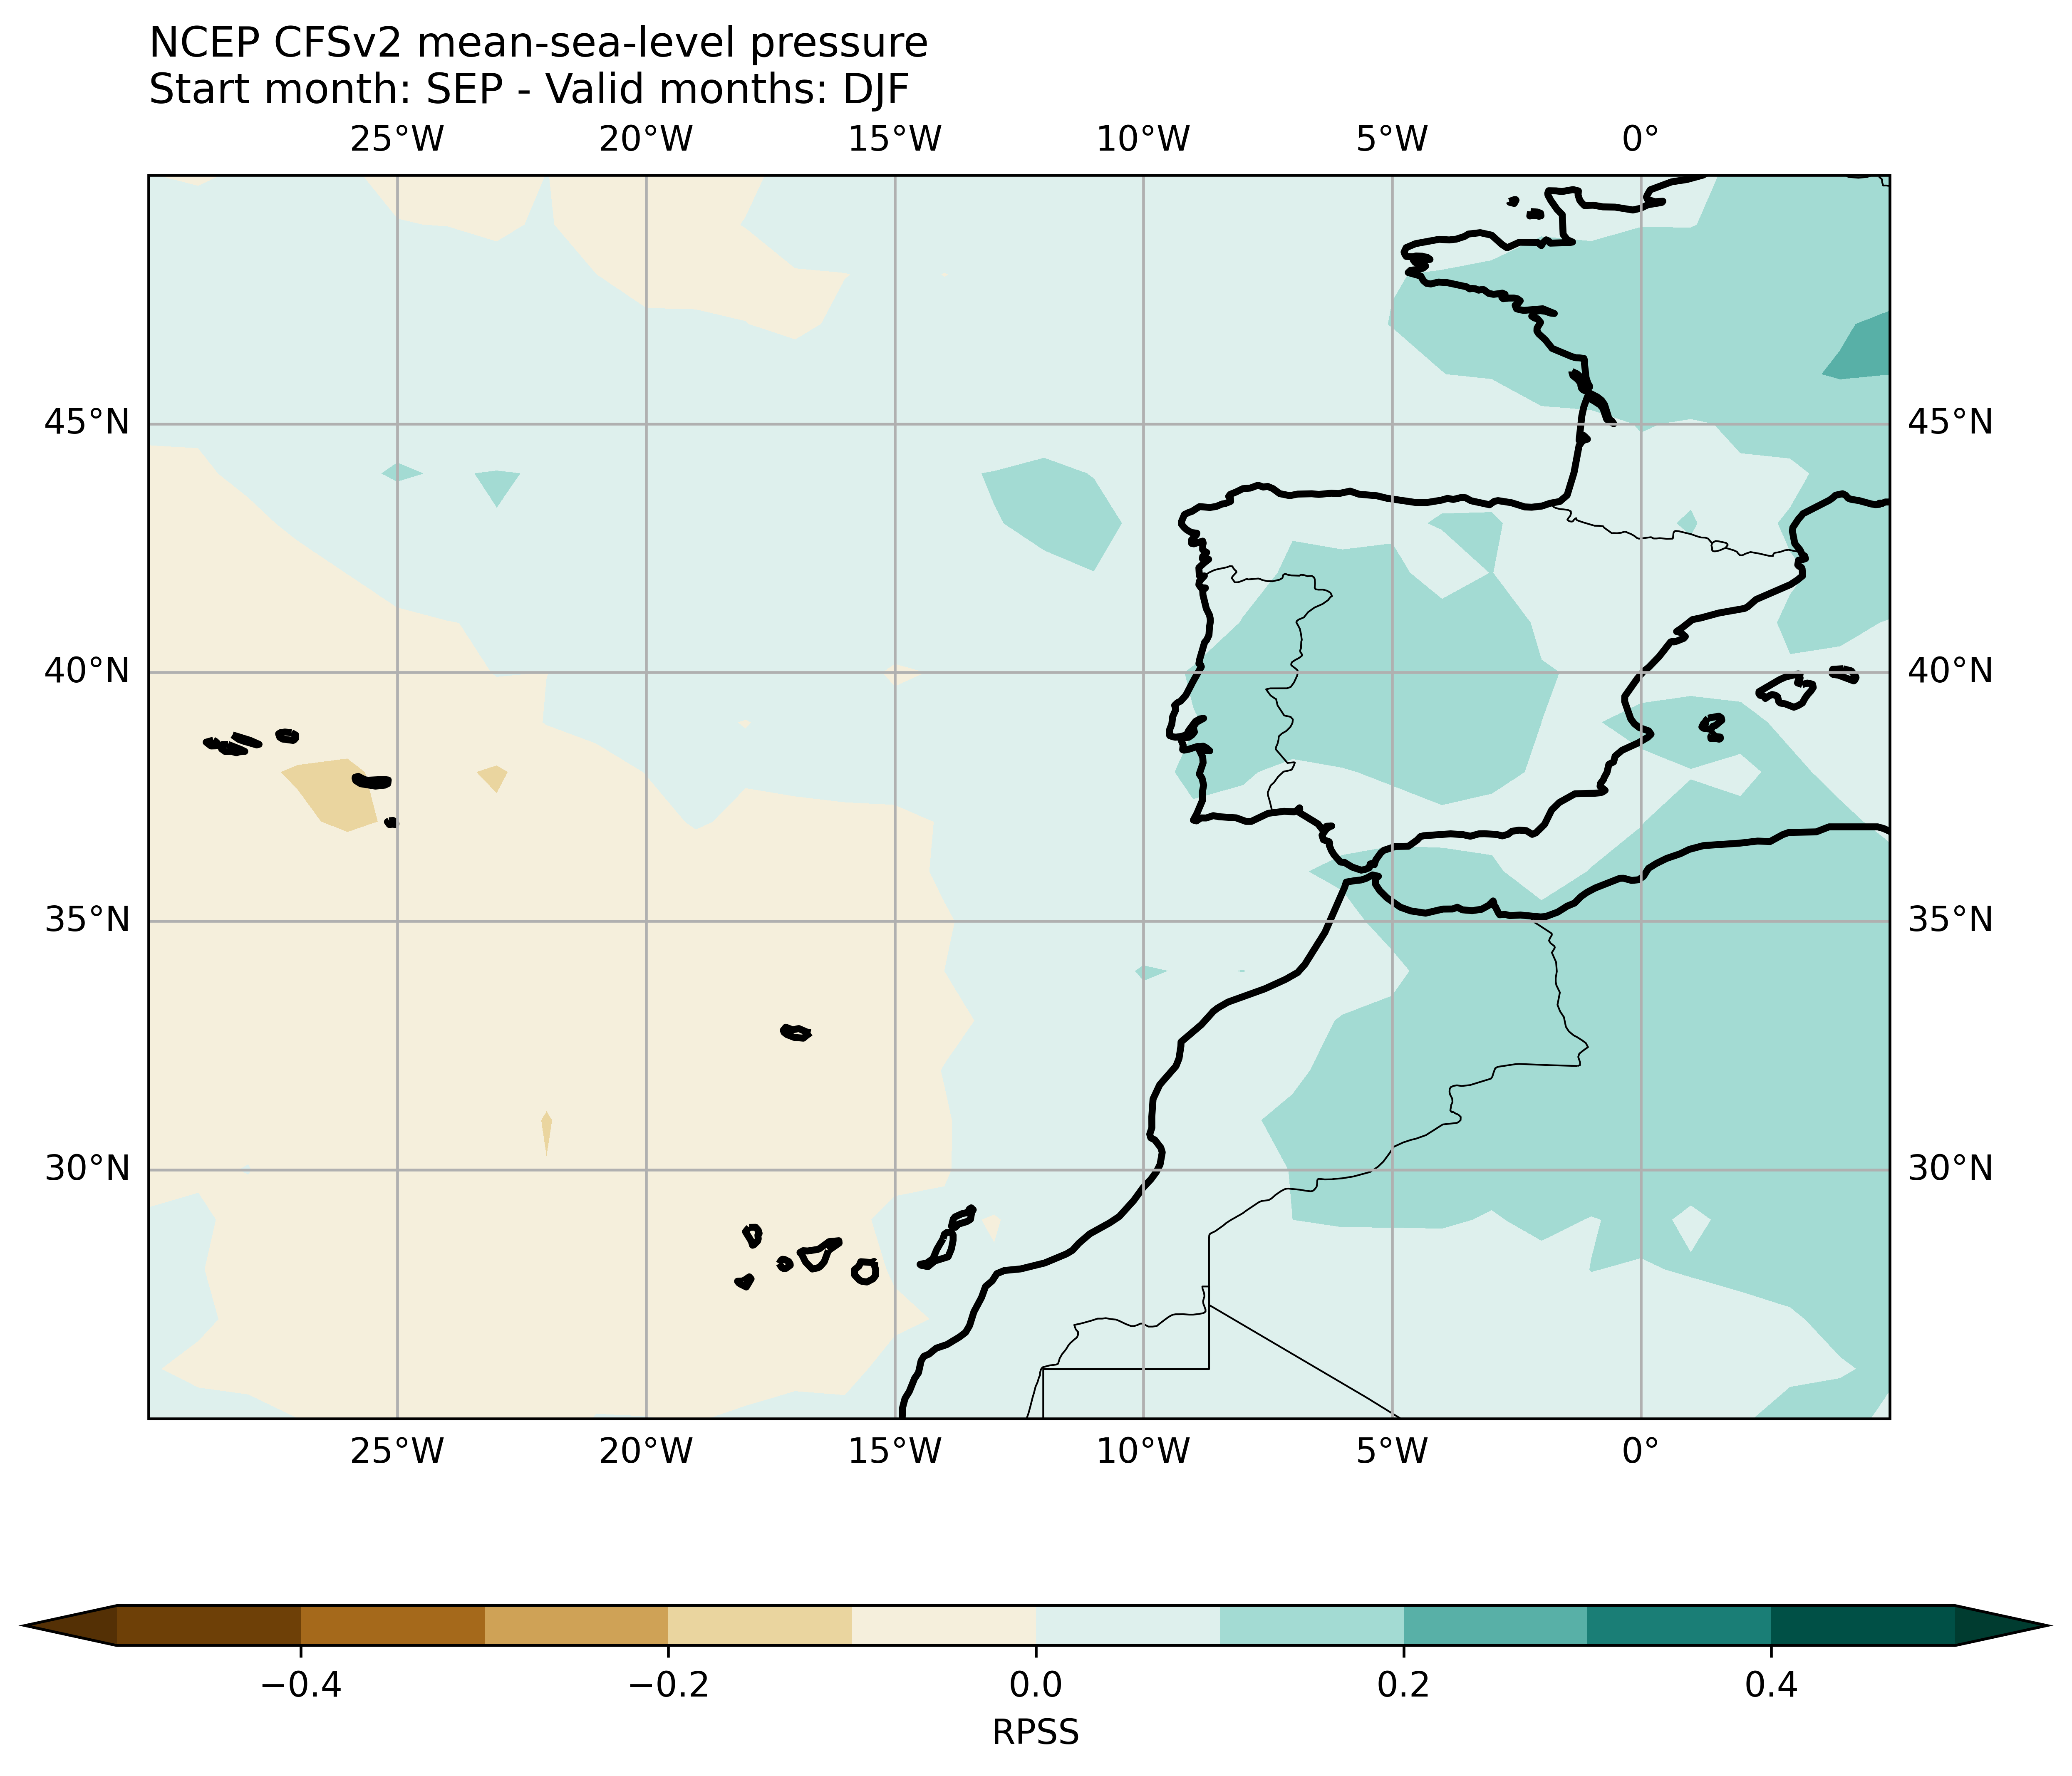 NCEP CFSv2 mean-sea-level pressure
Start month: SEP - Valid months: DJF
25°W 20°W 15°W 10°W 5°W 0°
45°N 45°N
40°N 40°N
35°N 35°N
30°N 30°N
25°W 20°W 15°W 10°W 5°W 0°
−0.4 −0.2 0.0 0.2 0.4
RPSS